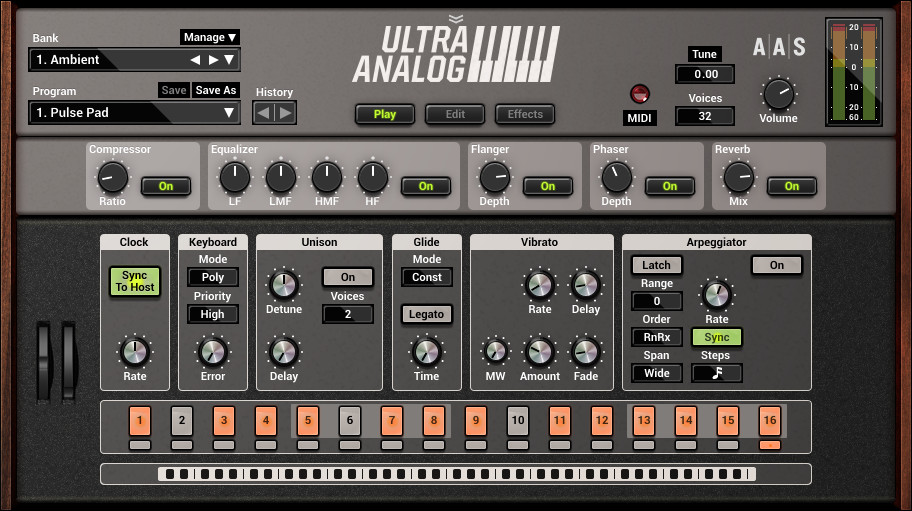 Bank
Manage ▼
1. Ambient
Program
Save
Save As
1. Pulse Pad
History
ULTRA
ANALOG
Play
Edit
Effects
MIDI
Tune
0.00
Voices
32
A|A|S
Volume
20
10
0
10
20
60
Compressor
Ratio
On
Equalizer
LF
LMF
HMF
HF
On
Flanger
Depth
On
Phaser
Depth
On
Reverb
Mix
On
Clock
Sync
To Host
Rate
Keyboard
Mode
Poly
Priority
High
Error
Unison
Detune
On
Voices
2
Delay
Glide
Mode
Const
Legato
Time
Vibrato
Rate
Delay
MW
Amount
Fade
Arpeggiator
Latch
On
Range
0
Rate
Order
RnRx
Sync
Span
Wide
Steps
1
2
3
4
5
6
7
8
9
10
11
12
13
14
15
16